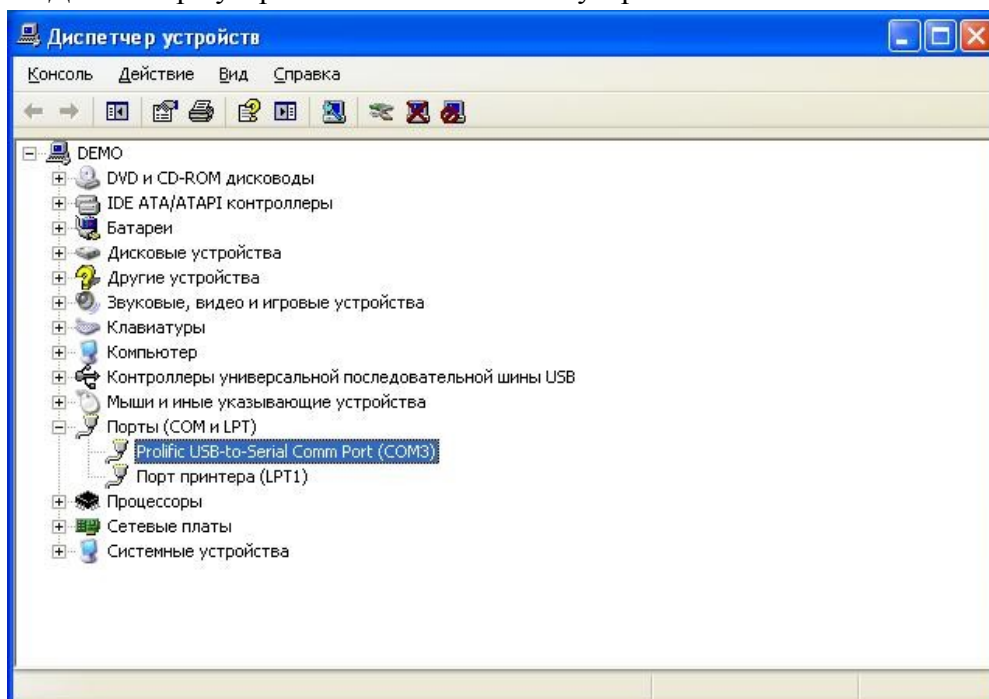 Диспетчер устройств
Консоль Действие Вид Справка
DEMO
DVD и CD-ROM дисководы
IDE ATA/ATAPI контроллеры
Батареи
Дисковые устройства
Другие устройства
Звуковые, видео и игровые устройства
Клавиатуры
Компьютер
Контроллеры универсальной последовательной шины USB
Мыши и иные указывающие устройства
Порты (COM и LPT)
Prolific USB-to-Serial Comm Port (COM3)
Порт принтера (LPT1)
Процессоры
Сетевые платы
Системные устройства